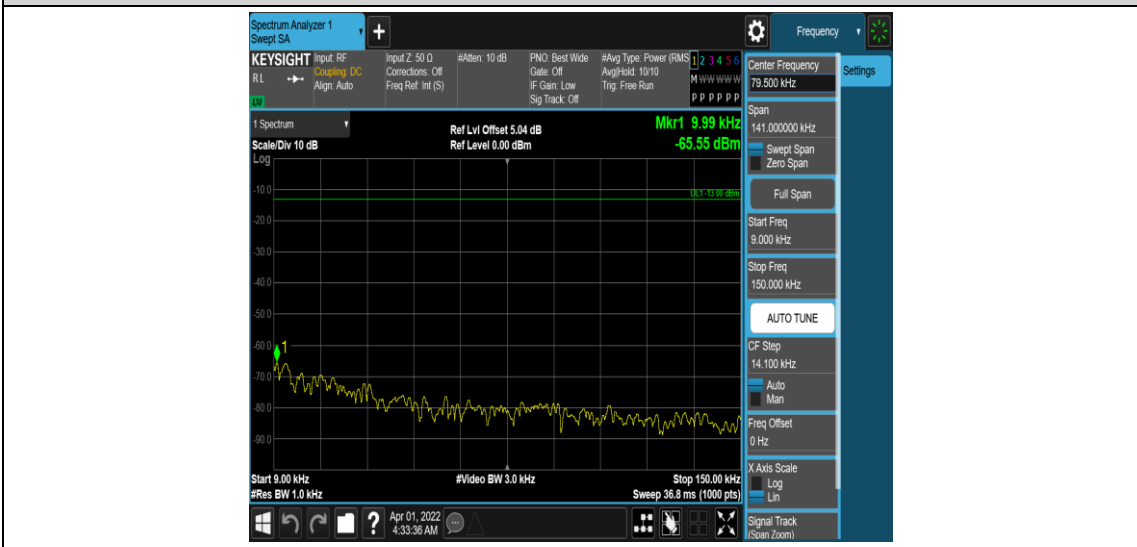 Spectrum Analyzer 1
Swept SA
+
Frequency
KEYSIGHT
R L
LXI
Input: RF
Coupling: DC
Align: Auto
Input Z: 50 Ω
Corrections: Off
Freq Ref: Int (S)
#Atten: 10 dB
PNO: Best Wide
Gate: Off
IF Gain: Low
Sig Track: Off
#Avg Type: Power (RMS
Avg|Hold: 10/10
Trig: Free Run
1 2 3 4 5 6
M W W W W W
P P P P P P
1 Spectrum
Scale/Div 10 dB
Ref Lvl Offset 5.04 dB
Ref Level 0.00 dBm
Mkr1 9.99 kHz
-65.55 dBm
Log
DL1 -13.00 dBm
-10.0
-20.0
-30.0
-40.0
-50.0
-60.0
1
-70.0
-80.0
-90.0
Start 9.00 kHz
#Res BW 1.0 kHz
#Video BW 3.0 kHz
Stop 150.00 kHz
Sweep 36.8 ms (1000 pts)
?
Apr 01, 2022
4:33:36 AM
Center Frequency
79.500 kHz
Settings
Span
141.000000 kHz
Swept Span
Zero Span
Full Span
Start Freq
9.000 kHz
Stop Freq
150.000 kHz
AUTO TUNE
CF Step
14.100 kHz
Auto
Man
Freq Offset
0 Hz
X Axis Scale
Log
Lin
Signal Track
(Span Zoom)